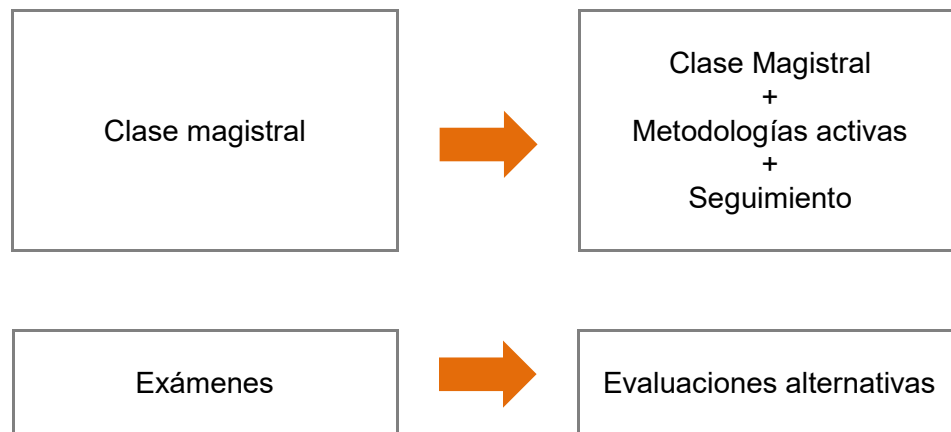 Clase magistral
Clase Magistral
+
Metodologías activas
+
Seguimiento
Exámenes
Evaluaciones alternativas